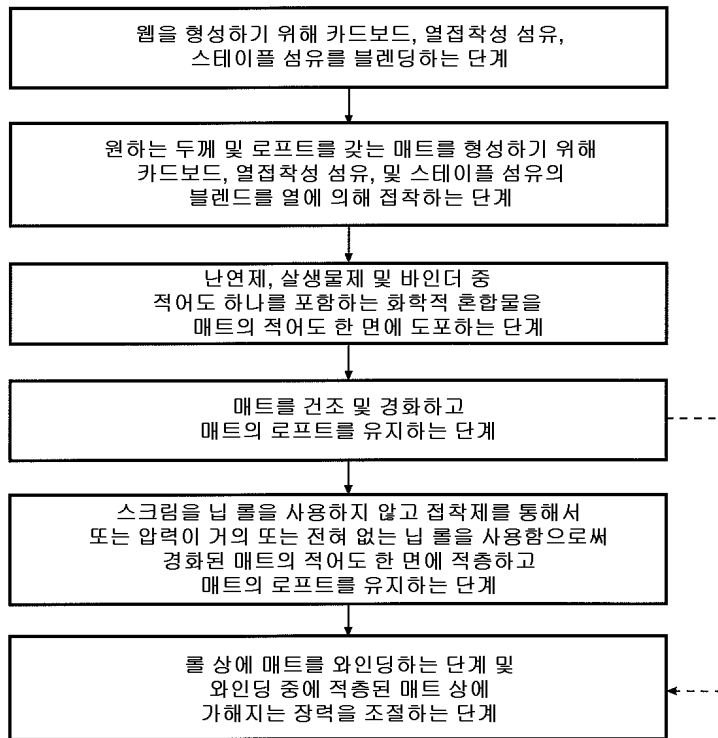 웹을 형성하기 위해 카드보드, 열접착성 섬유,
스테이플 섬유를 블렌딩하는 단계
원하는 두께 및 로프트를 갖는 매트를 형성하기 위해
카드보드, 열접착성 섬유, 및 스테이플 섬유의
블렌드를 열에 의해 접착하는 단계
난연제, 살생물제 및 바인더 중
적어도 하나를 포함하는 화학적 혼합물을
매트의 적어도 한 면에 도포하는 단계
매트를 건조 및 경화하고
매트의 로프트를 유지하는 단계
스크림을 닙 롤을 사용하지 않고 접착제를 통해서
또는 압력이 거의 또는 전혀 없는 닙 롤을 사용함으로써
경화된 매트의 적어도 한 면에 적층하고
매트의 로프트를 유지하는 단계
롤 상에 매트를 와인딩하는 단계 및
와인딩 중에 적층된 매트 상에
가해지는 장력을 조절하는 단계